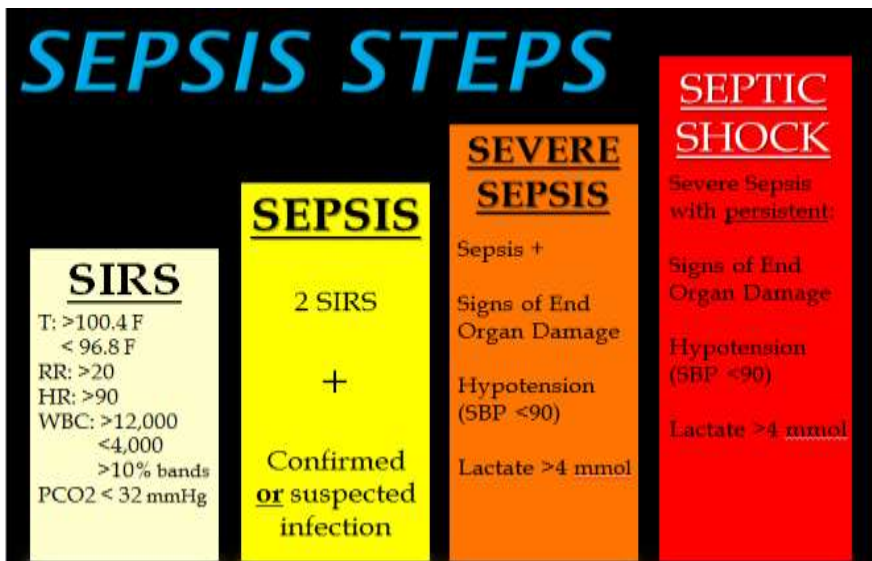 SEPSIS STEPS
SIRS
T: >100.4 F
< 96.8 F
RR: >20
HR: >90
WBC: >12,000
<4,000
>10% bands
PCO2 < 32 mmHg
SEPSIS
2 SIRS
+
Confirmed
or suspected
infection
SEVERE
SEPSIS
Sepsis +
Signs of End
Organ Damage
Hypotension
(SBP <90)
Lactate >4 mmol
SEPTIC
SHOCK
Severe Sepsis
with persistent:
Signs of End
Organ Damage
Hypotension
(SBP <90)
Lactate >4 mmol